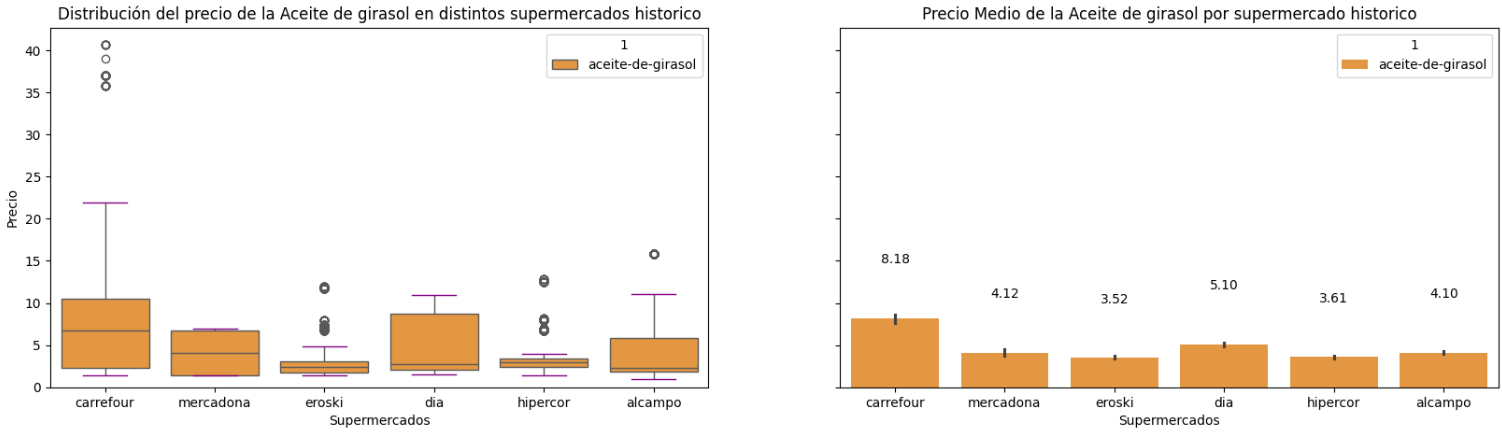 Distribución del precio de la Aceite de girasol en distintos supermercados historico
1
aceite-de-girasol
40
35
30
25
20
15
10
5
0
Precio
carrefour mercadona eroski dia hipercor alcampo
Supermercados
Precio Medio de la Aceite de girasol por supermercado historico
1
aceite-de-girasol
8.18 4.12 3.52 5.10 3.61 4.10
carrefour mercadona eroski dia hipercor alcampo
Supermercados